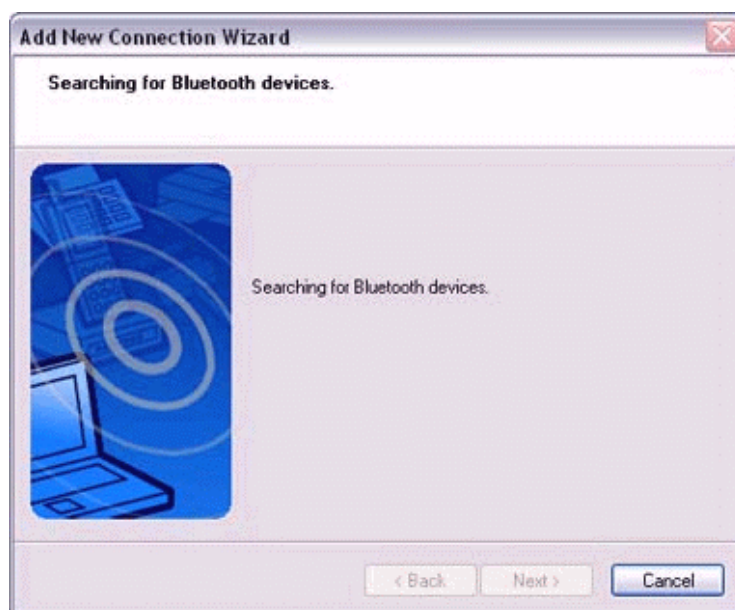 Add New Connection Wizard
Searching for Bluetooth devices.
Searching for Bluetooth devices.
< Back Next > Cancel